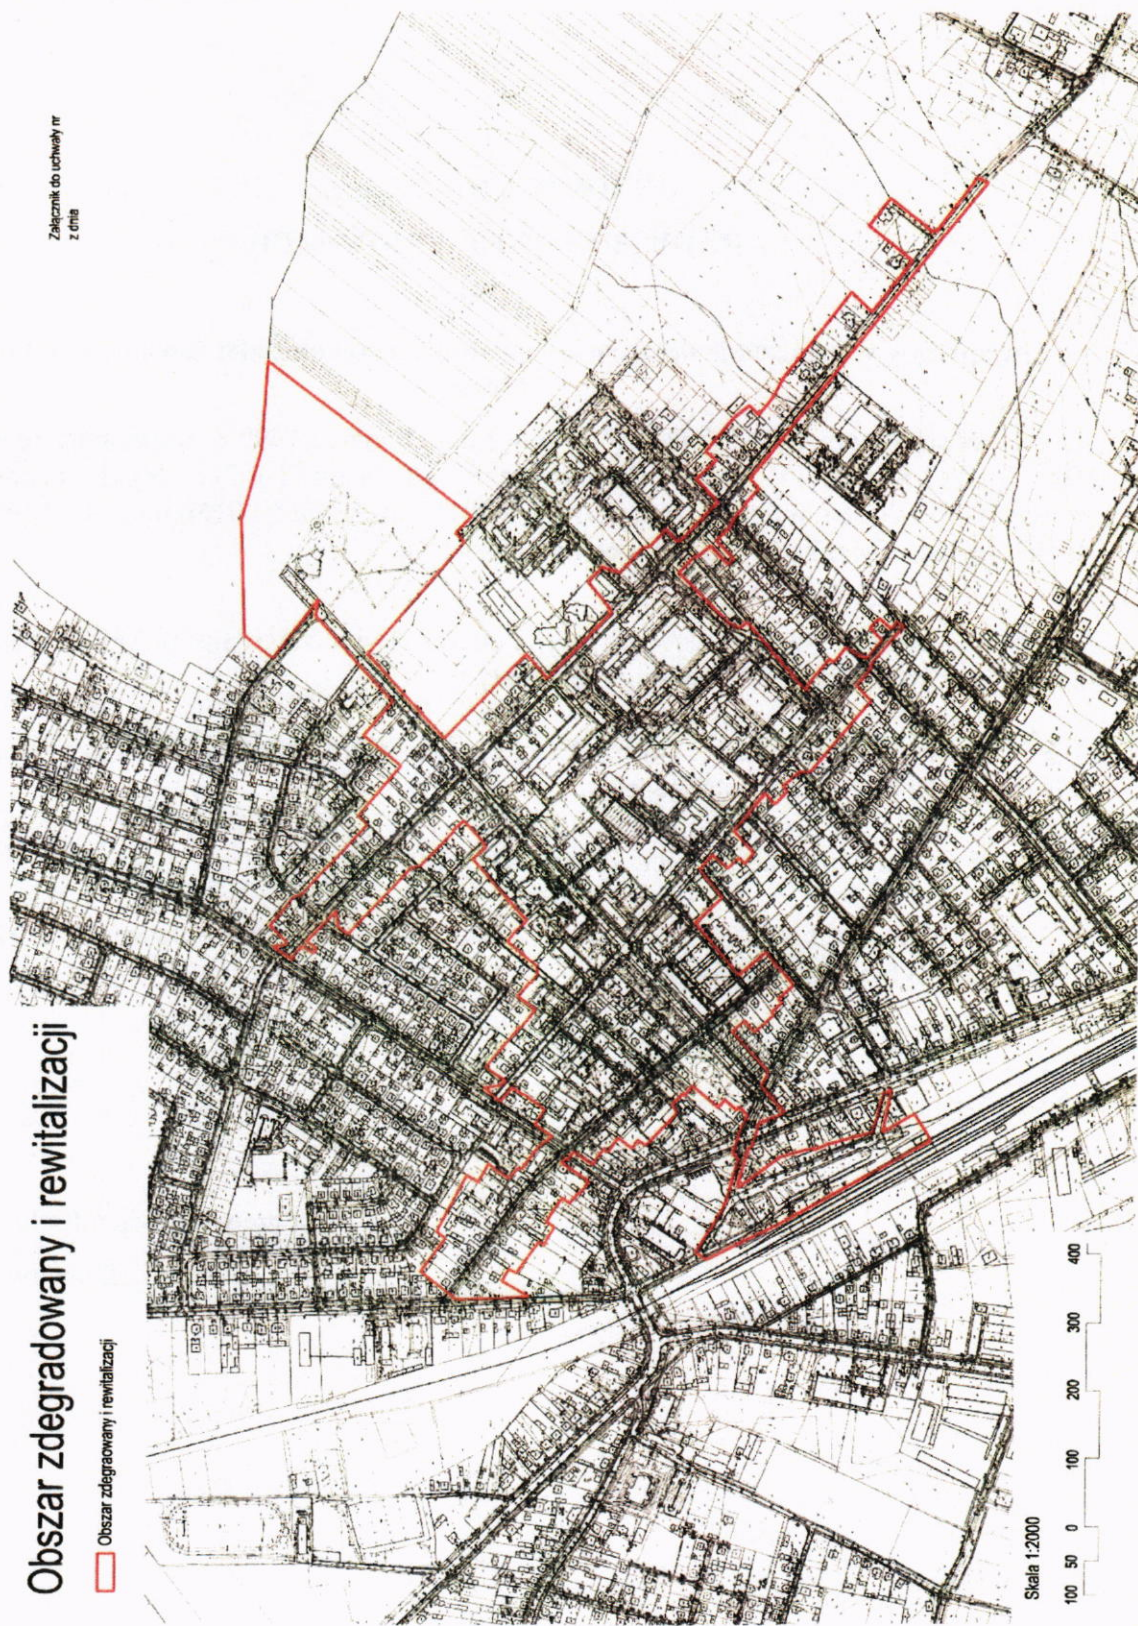 Obszar zdegradowany i rewitalizacji
Obszar zdegraowany i rewitalizacji
Załącznik do uchwały nr
z dnia
Skala 1:2000
100 50 0 100 200 300 400